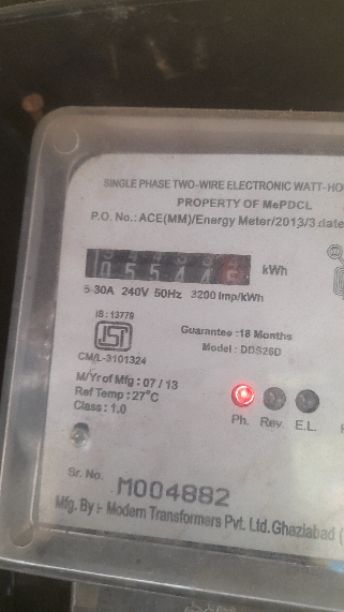 SINGLE PHASE TWO-WIRE ELECTRONIC WATT-HO
PROPERTY OF MePDCL
P.O. No.: ACE(MM)/Energy Meter/2013/3.date
kWh
5-30A 240V 50Hz 3200 Imp/kWh
IS : 13779
ISI
CM/L-3101324
Guarantee : 18 Months
Model : DDS26D
M/Yr of Mfg : 07 / 13
Ref Temp : 27°C
Class : 1.0
Ph. Rev. E.L.
Sr. No. M004882
Mfg. By :- Modern Transformers Pvt. Ltd. Ghaziabad (